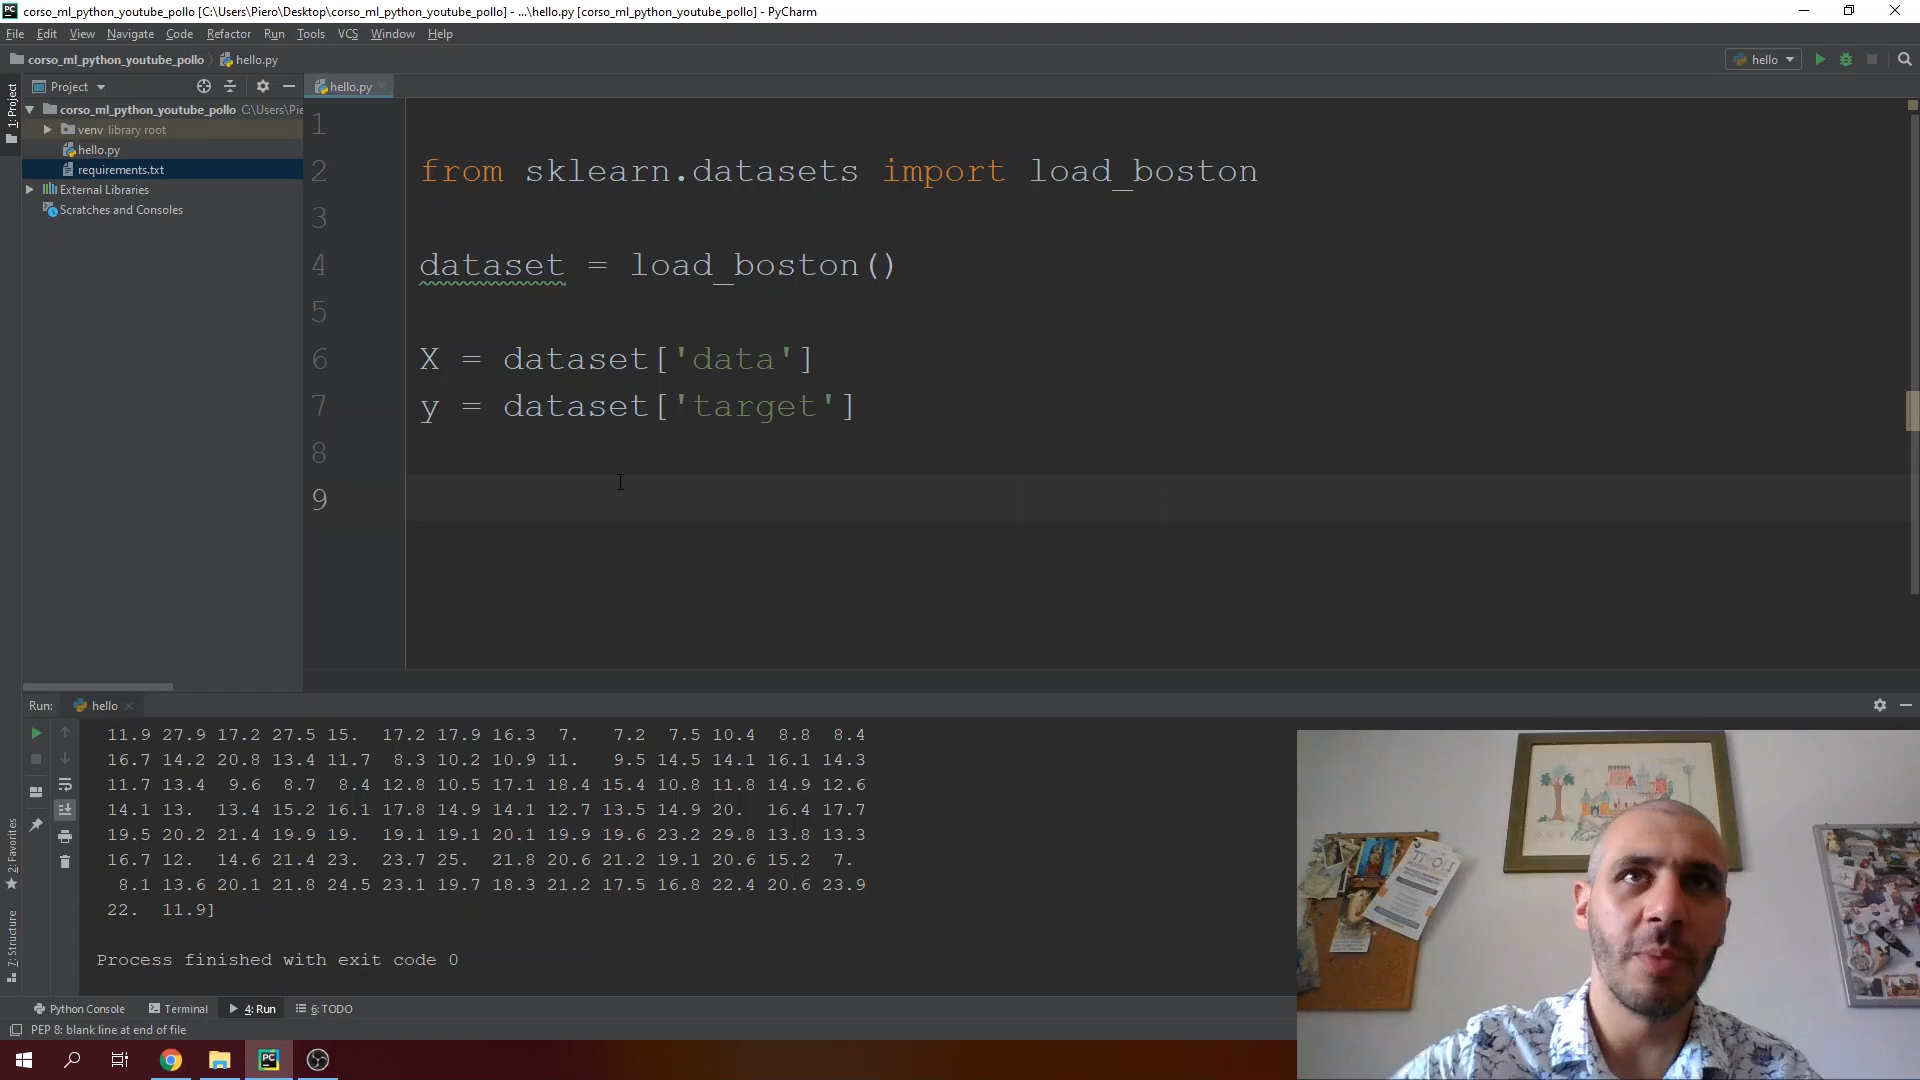 corso_ml_python_youtube_pollo [C:\Users\Piero\Desktop\corso_ml_python_youtube_pollo] - ...\hello.py [corso_ml_python_youtube_pollo] - PyCharm
File Edit View Navigate Code Refactor Run Tools VCS Window Help
corso_ml_python_youtube_pollo hello.py
hello
1: Project
Project
corso_ml_python_youtube_pollo C:\Users\Pie
venv library root
hello.py
requirements.txt
External Libraries
Scratches and Consoles
hello.py
1
2 from sklearn.datasets import load_boston
3
4 dataset = load_boston()
5
6 X = dataset['data']
7 y = dataset['target']
8
9
Run: hello
11.9 27.9 17.2 27.5 15. 17.2 17.9 16.3 7. 7.2 7.5 10.4 8.8 8.4
16.7 14.2 20.8 13.4 11.7 8.3 10.2 10.9 11. 9.5 14.5 14.1 16.1 14.3
11.7 13.4 9.6 8.7 8.4 12.8 10.5 17.1 18.4 15.4 10.8 11.8 14.9 12.6
14.1 13. 13.4 15.2 16.1 17.8 14.9 14.1 12.7 13.5 14.9 20. 16.4 17.7
19.5 20.2 21.4 19.9 19. 19.1 19.1 20.1 19.9 19.6 23.2 29.8 13.8 13.3
16.7 12. 14.6 21.4 23. 23.7 25. 21.8 20.6 21.2 19.1 20.6 15.2 7.
8.1 13.6 20.1 21.8 24.5 23.1 19.7 18.3 21.2 17.5 16.8 22.4 20.6 23.9
22. 11.9]
Process finished with exit code 0
2: Favorites
7: Structure
Python Console Terminal 4: Run 6: TODO
PEP 8: blank line at end of file